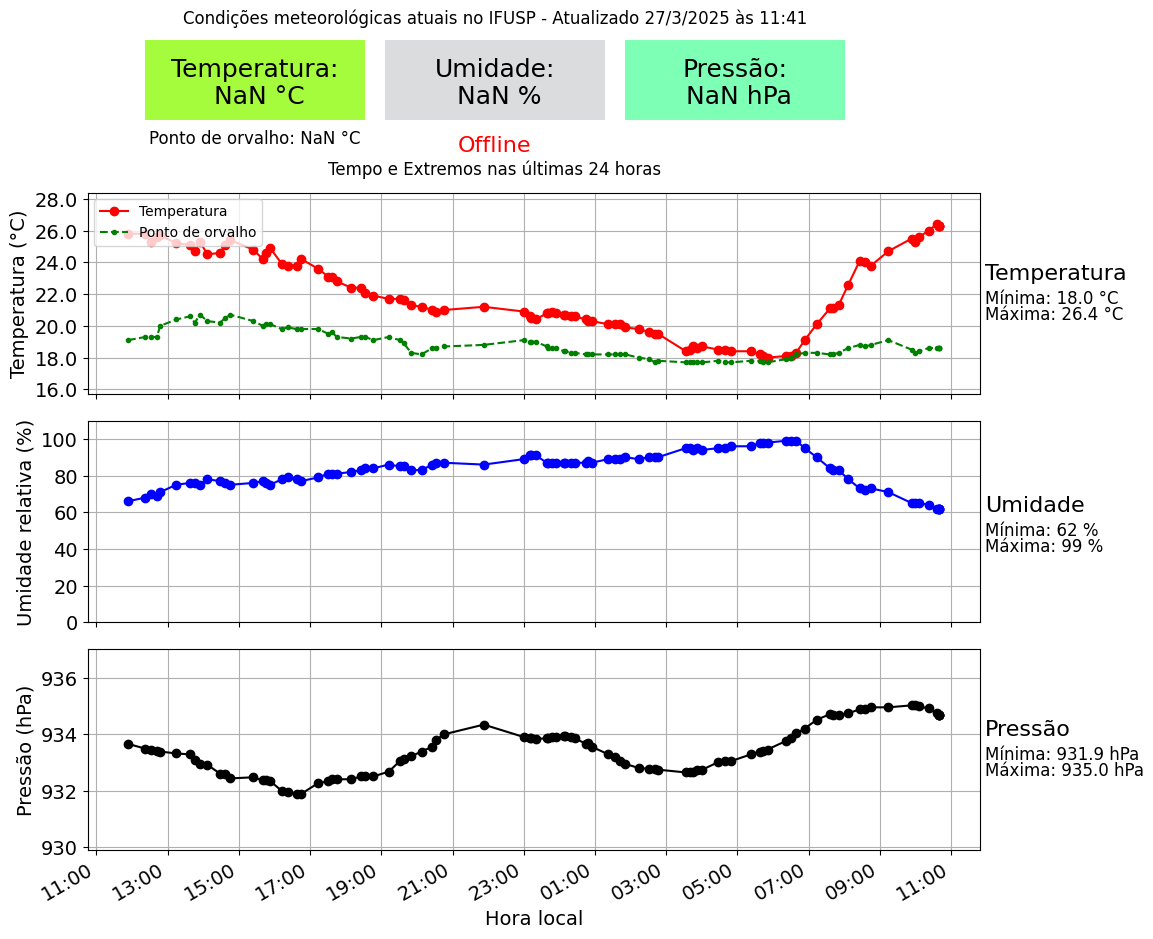 Condições meteorológicas atuais no IFUSP - Atualizado 27/3/2025 às 11:41
Temperatura:
NaN °C
Umidade:
NaN %
Pressão:
NaN hPa
Ponto de orvalho: NaN °C
Offline
Tempo e Extremos nas últimas 24 horas
Temperatura (°C)
28.0
26.0
24.0
22.0
20.0
18.0
16.0
Temperatura
Ponto de orvalho
Temperatura
Mínima: 18.0 °C
Máxima: 26.4 °C
Umidade relativa (%)
100
80
60
40
20
0
Umidade
Mínima: 62 %
Máxima: 99 %
Pressão (hPa)
936
934
932
930
Pressão
Mínima: 931.9 hPa
Máxima: 935.0 hPa
11:00
13:00
15:00
17:00
19:00
21:00
23:00
01:00
03:00
05:00
07:00
09:00
11:00
Hora local